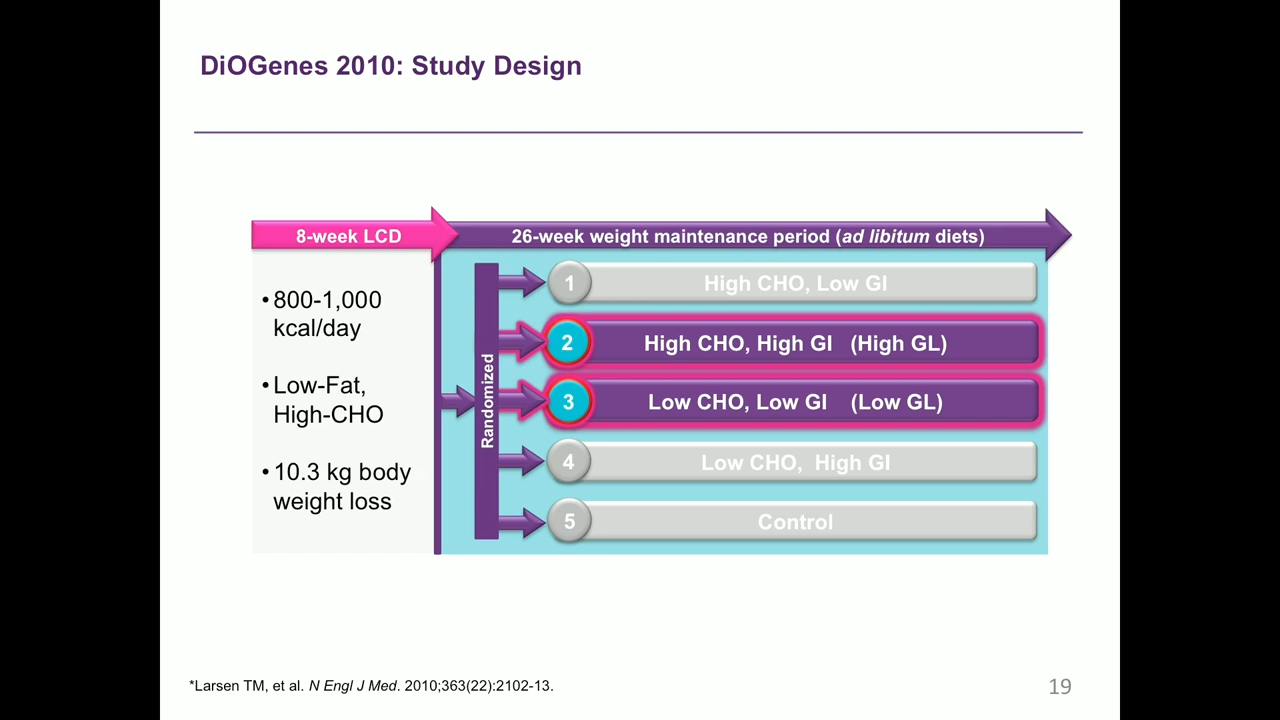 DiOGenes 2010: Study Design
8-week LCD
26-week weight maintenance period (ad libitum diets)
•800-1,000
kcal/day
•Low-Fat,
High-CHO
•10.3 kg body
weight loss
Randomized
1 High CHO, Low GI
2 High CHO, High GI (High GL)
3 Low CHO, Low GI (Low GL)
4 Low CHO, High GI
5 Control
*Larsen TM, et al. N Engl J Med. 2010;363(22):2102-13.
19